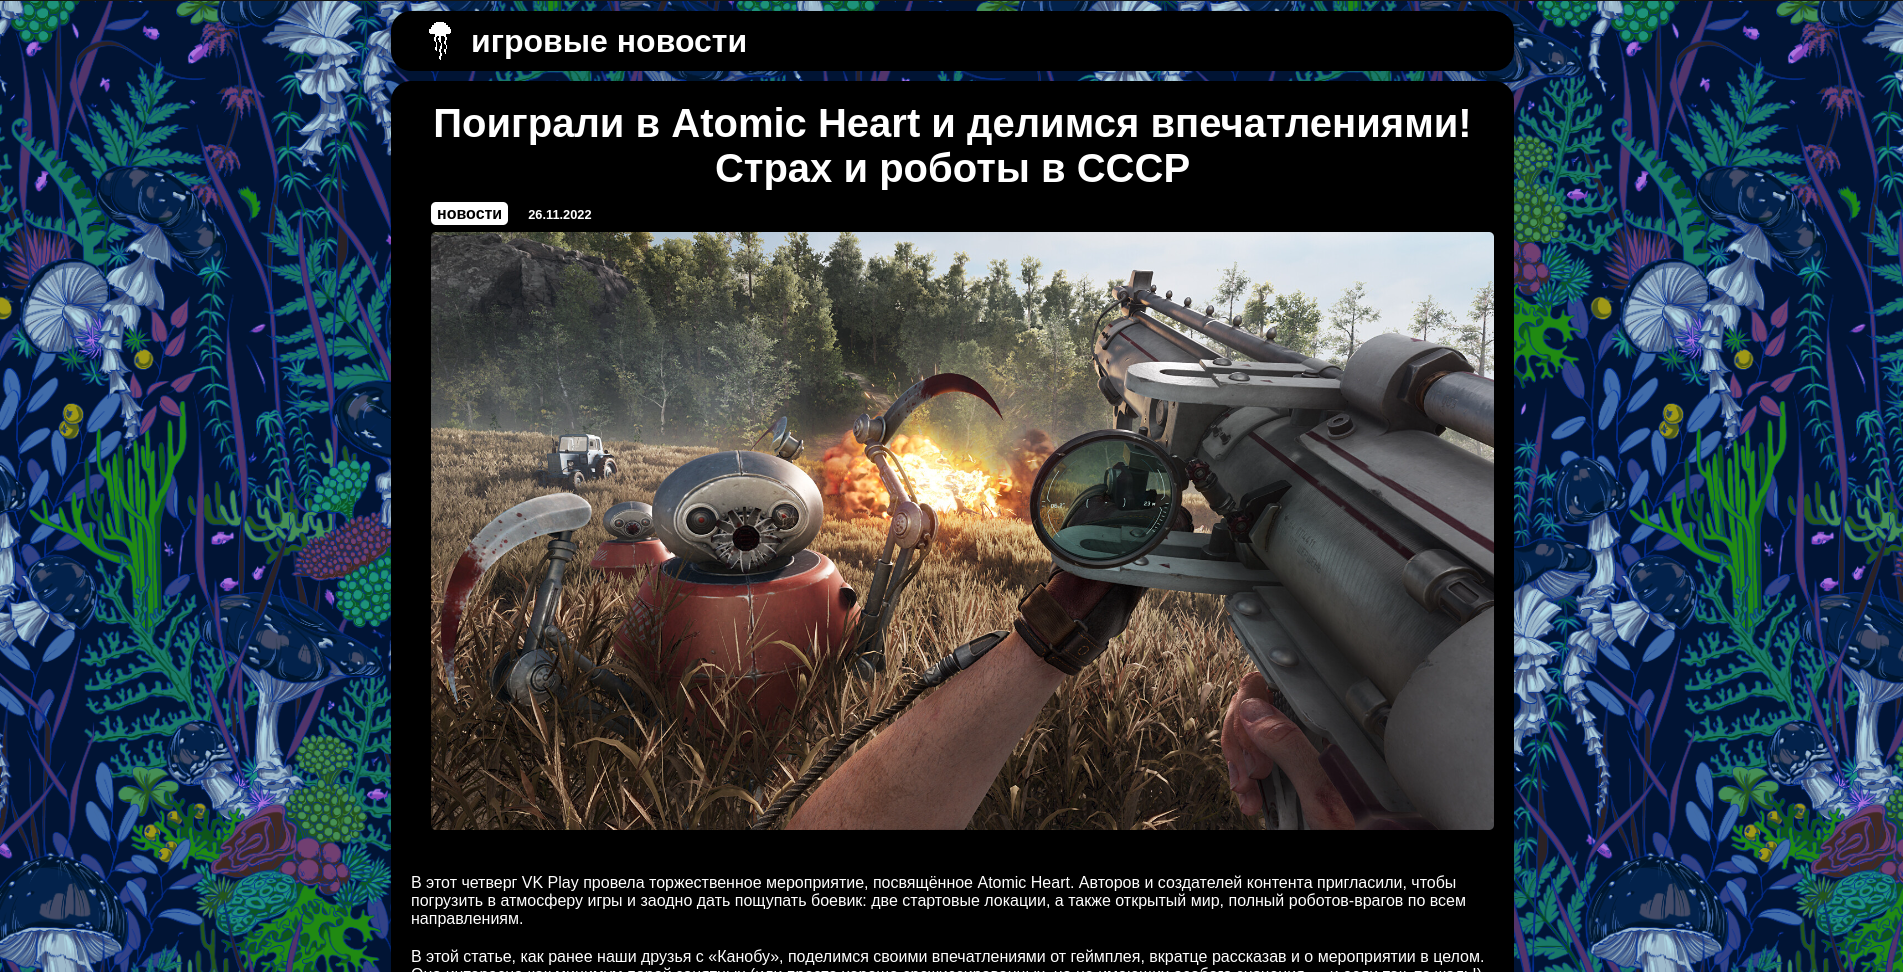 игровые новости
Поиграли в Atomic Heart и делимся впечатлениями!
Страх и роботы в СССР
новости 26.11.2022
В этот четверг VK Play провела торжественное мероприятие, посвящённое Atomic Heart. Авторов и создателей контента пригласили, чтобы
погрузить в атмосферу игры и заодно дать пощупать боевик: две стартовые локации, а также открытый мир, полный роботов-врагов по всем
направлениям.
В этой статье, как ранее наши друзья с «Канобу», поделимся своими впечатлениями от геймплея, вкратце рассказав и о мероприятии в целом.